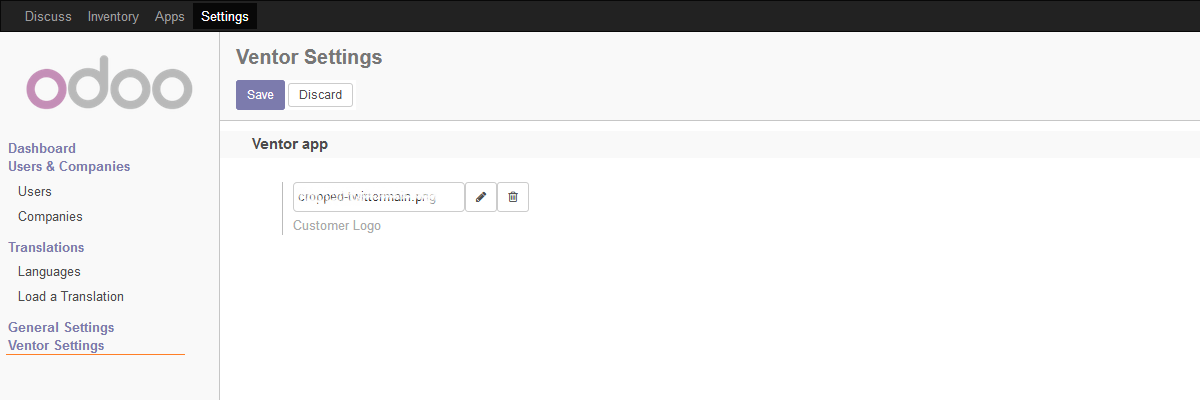 Discuss Inventory Apps Settings
odoo
Ventor Settings
Save Discard
Dashboard
Users & Companies
Users
Companies
Translations
Languages
Load a Translation
General Settings
Ventor Settings
Ventor app
cropped-twittermain.png
Customer Logo